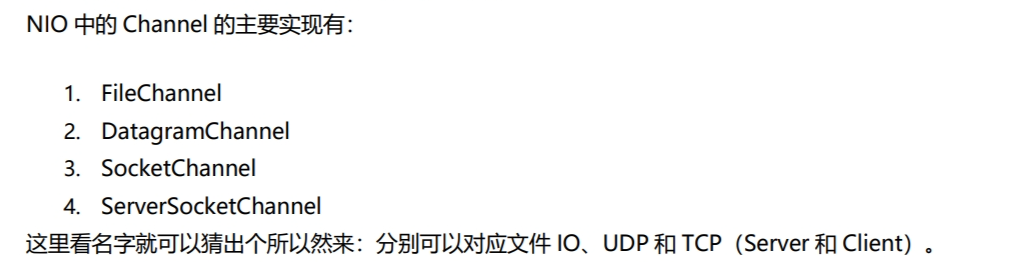 NIO 中的 Channel 的主要实现有：
1. FileChannel
2. DatagramChannel
3. SocketChannel
4. ServerSocketChannel
这里看名字就可以猜出个所以然来：分别可以对应文件 IO、UDP 和 TCP（Server 和 Client）。